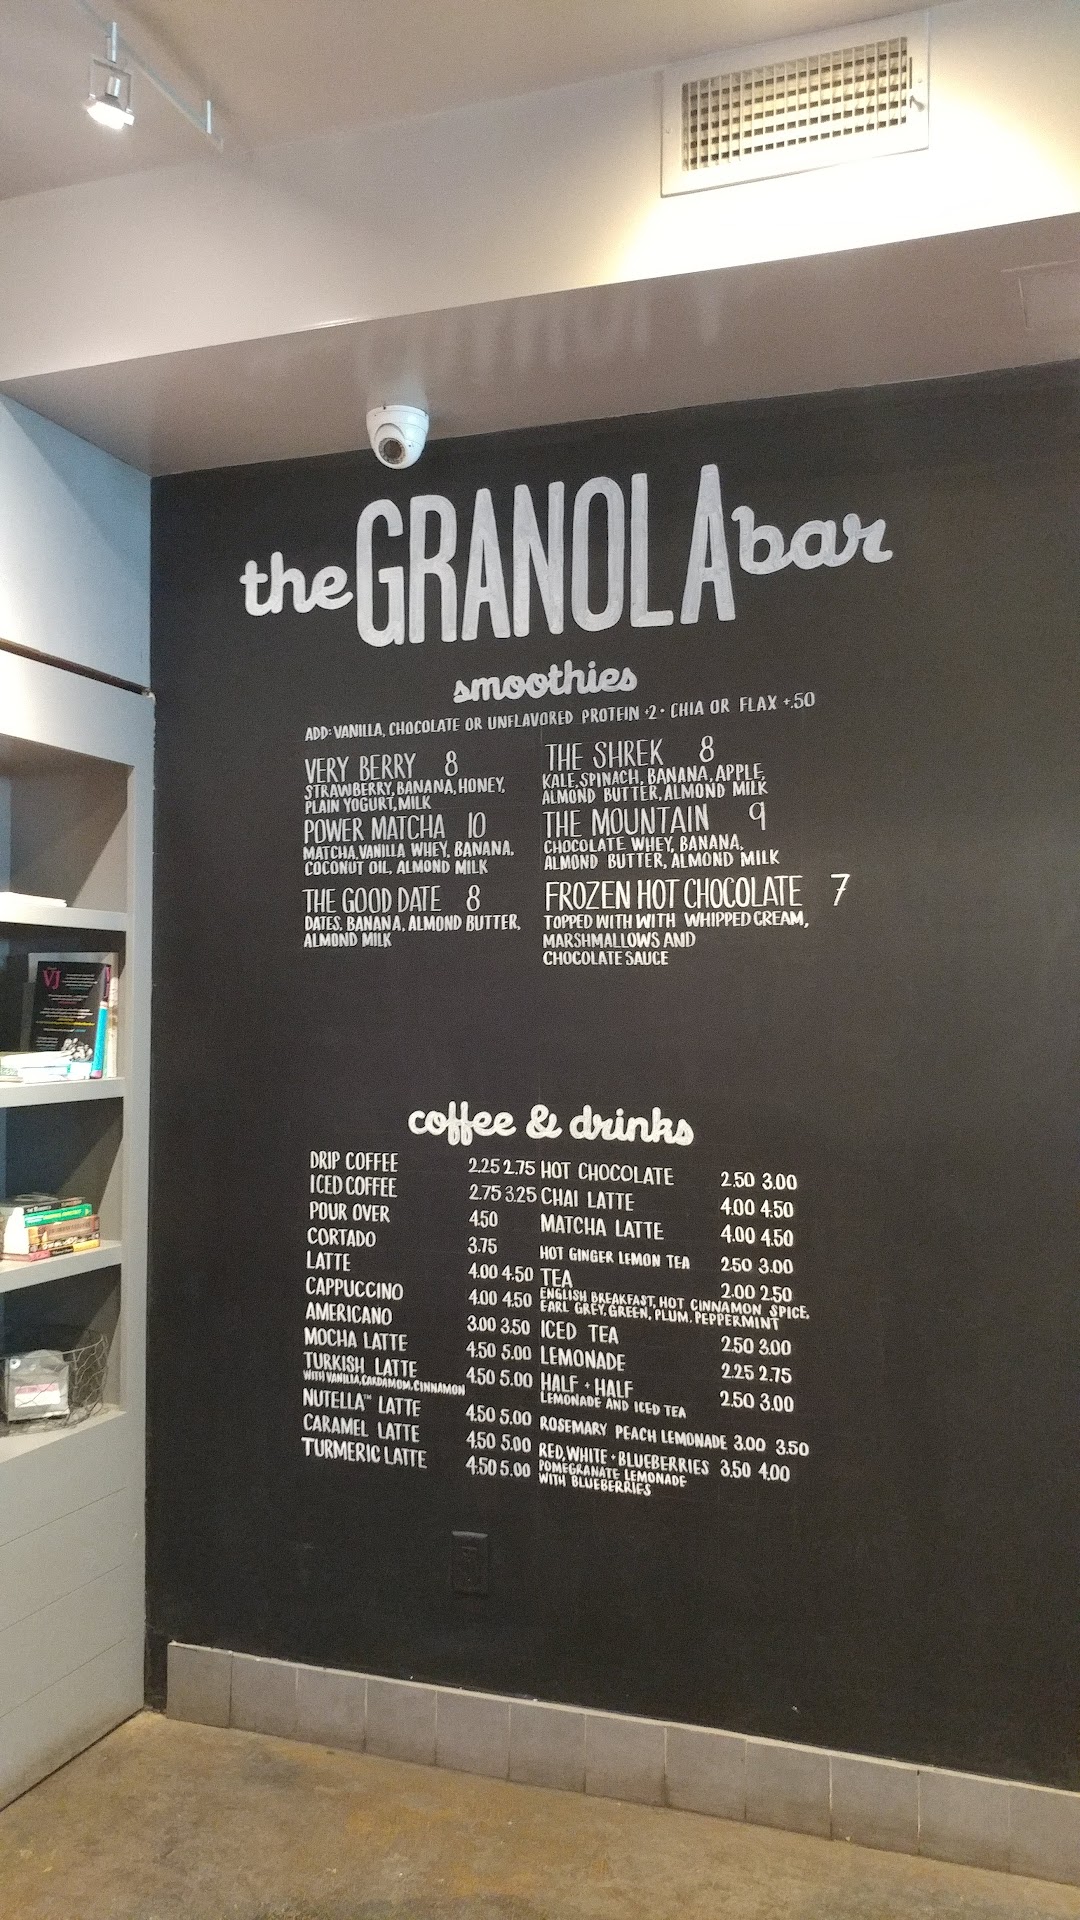 the GRANOLA bar
smoothies
ADD: VANILLA, CHOCOLATE OR UNFLAVORED PROTEIN +2 • CHIA OR FLAX +.50
VERY BERRY 8
STRAWBERRY, BANANA, HONEY,
PLAIN YOGURT, MILK
POWER MATCHA 10
MATCHA, VANILLA WHEY, BANANA,
COCONUT OIL, ALMOND MILK
THE GOOD DATE 8
DATES, BANANA, ALMOND BUTTER,
ALMOND MILK
THE SHREK 8
KALE, SPINACH, BANANA, APPLE,
ALMOND BUTTER, ALMOND MILK
THE MOUNTAIN 9
CHOCOLATE WHEY, BANANA,
ALMOND BUTTER, ALMOND MILK
FROZEN HOT CHOCOLATE 7
TOPPED WITH WITH WHIPPED CREAM,
MARSHMALLOWS AND
CHOCOLATE SAUCE
coffee & drinks
DRIP COFFEE 2.25 2.75
ICED COFFEE 2.75 3.25
POUR OVER 4.50
CORTADO 3.75
LATTE 4.00 4.50
CAPPUCCINO 4.00 4.50
AMERICANO 3.00 3.50
MOCHA LATTE 4.50 5.00
TURKISH LATTE 4.50 5.00
WITH VANILLA, CARDAMOM, CINNAMON
NUTELLA™ LATTE 4.50 5.00
CARAMEL LATTE 4.50 5.00
TURMERIC LATTE 4.50 5.00
HOT CHOCOLATE 2.50 3.00
CHAI LATTE 4.00 4.50
MATCHA LATTE 4.00 4.50
HOT GINGER LEMON TEA 2.50 3.00
TEA 2.00 2.50
ENGLISH BREAKFAST, HOT CINNAMON SPICE,
EARL GREY, GREEN, PLUM, PEPPERMINT
ICED TEA 2.50 3.00
LEMONADE 2.25 2.75
HALF + HALF 2.50 3.00
LEMONADE AND ICED TEA
ROSEMARY PEACH LEMONADE 3.00 3.50
RED, WHITE + BLUEBERRIES 3.50 4.00
POMEGRANATE LEMONADE
WITH BLUEBERRIES
VJ